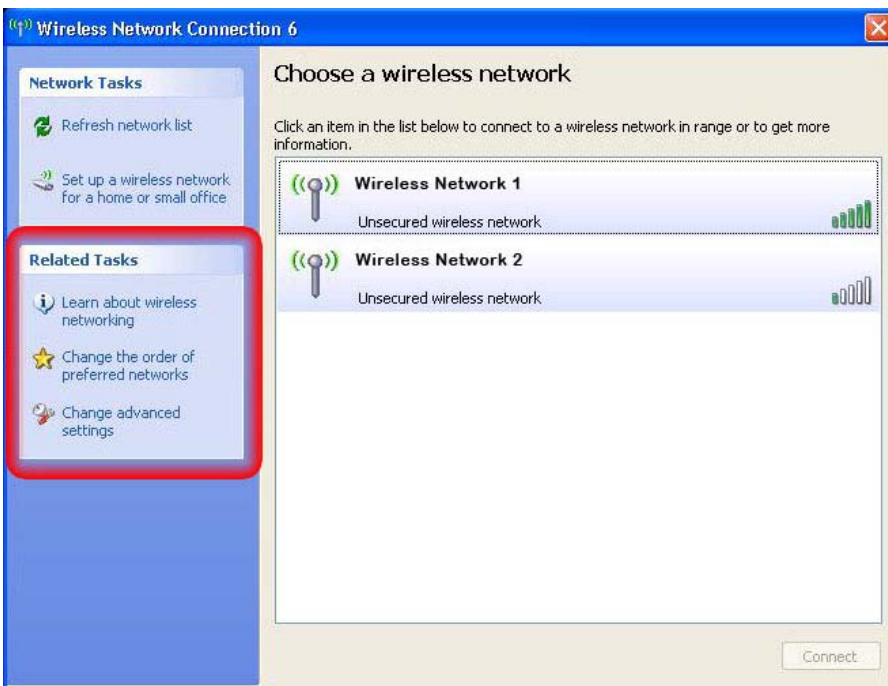 Wireless Network Connection 6
Network Tasks
Refresh network list
Set up a wireless network
for a home or small office
Related Tasks
Learn about wireless
networking
Change the order of
preferred networks
Change advanced
settings
Choose a wireless network
Click an item in the list below to connect to a wireless network in range or to get more
information.
Wireless Network 1
Unsecured wireless network
Wireless Network 2
Unsecured wireless network
Connect